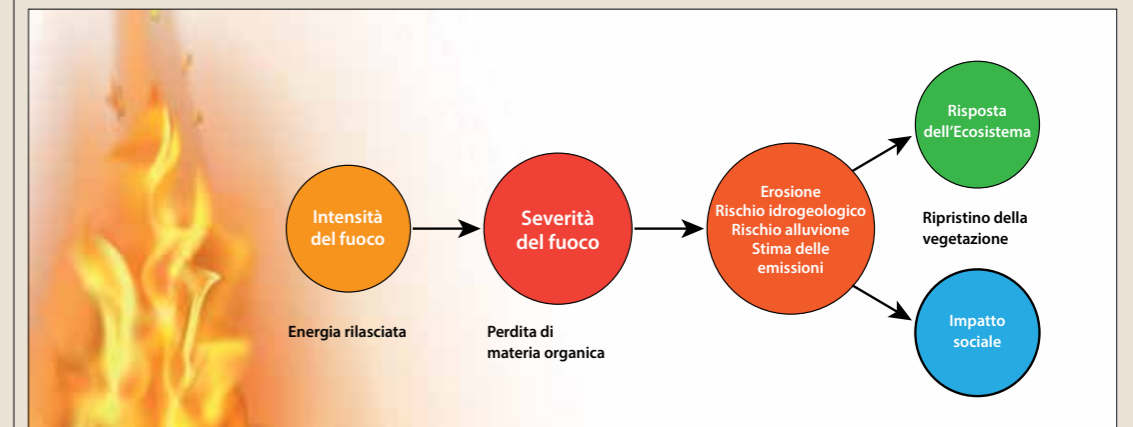 Intensità
del fuoco
Energia rilasciata
Severità
del fuoco
Perdita di
materia organica
Erosione
Rischio idrogeologico
Rischio alluvione
Stima delle
emissioni
Risposta
dell'Ecosistema
Ripristino della
vegetazione
Impatto
sociale